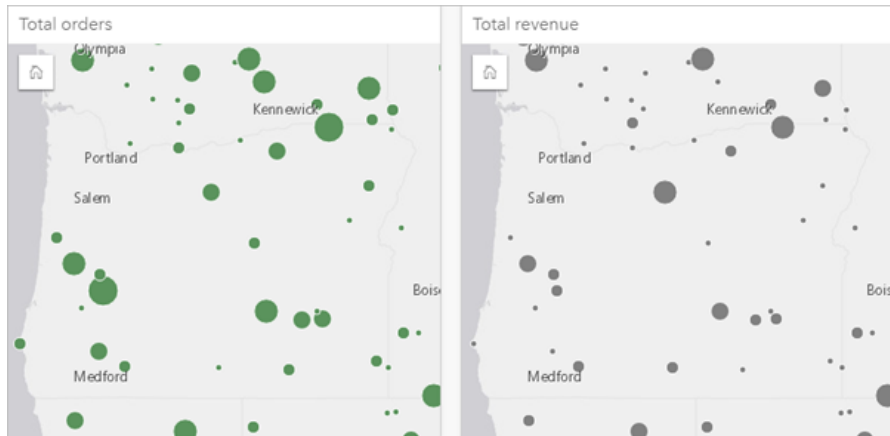 Total orders
Olympia
Kennewick
Portland
Salem
Bois
Medford
Total revenue
Olympia
Kennewick
Portland
Salem
Bois
Medford